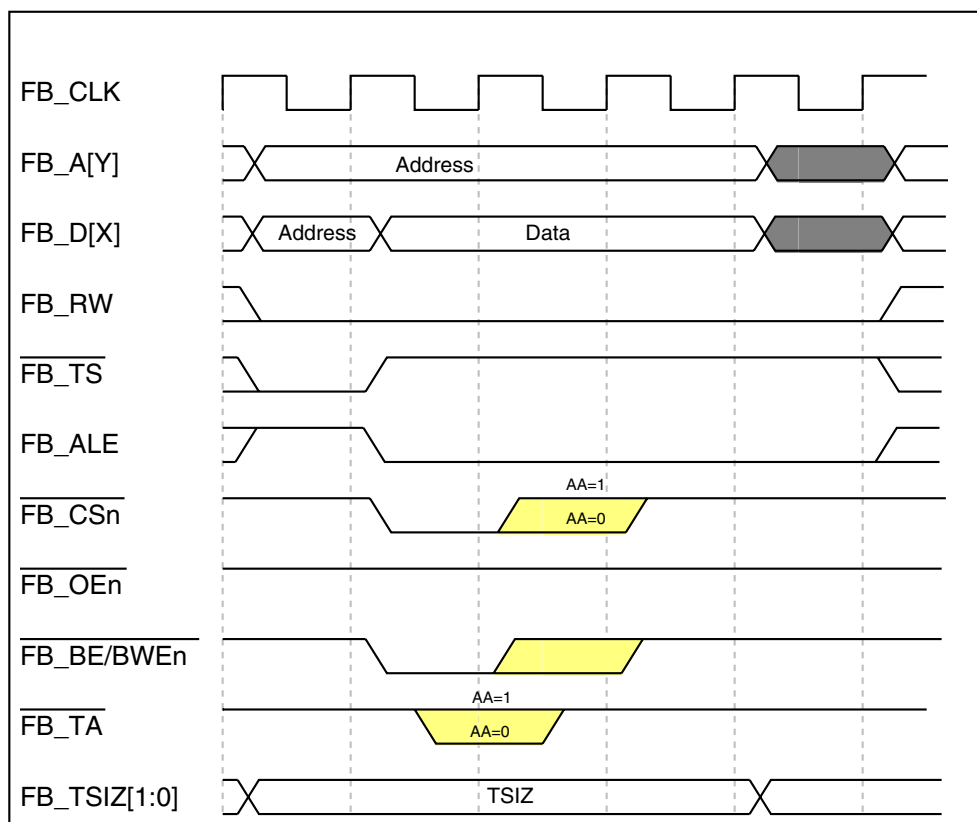 FB_CLK
FB_A[Y]
Address
FB_D[X]
Address
Data
FB_RW
FB_TS
FB_ALE
AA=1
FB_CSn
AA=0
FB_OEn
FB_BE/BWEn
AA=1
FB_TA
AA=0
FB_TSIZ[1:0]
TSIZ